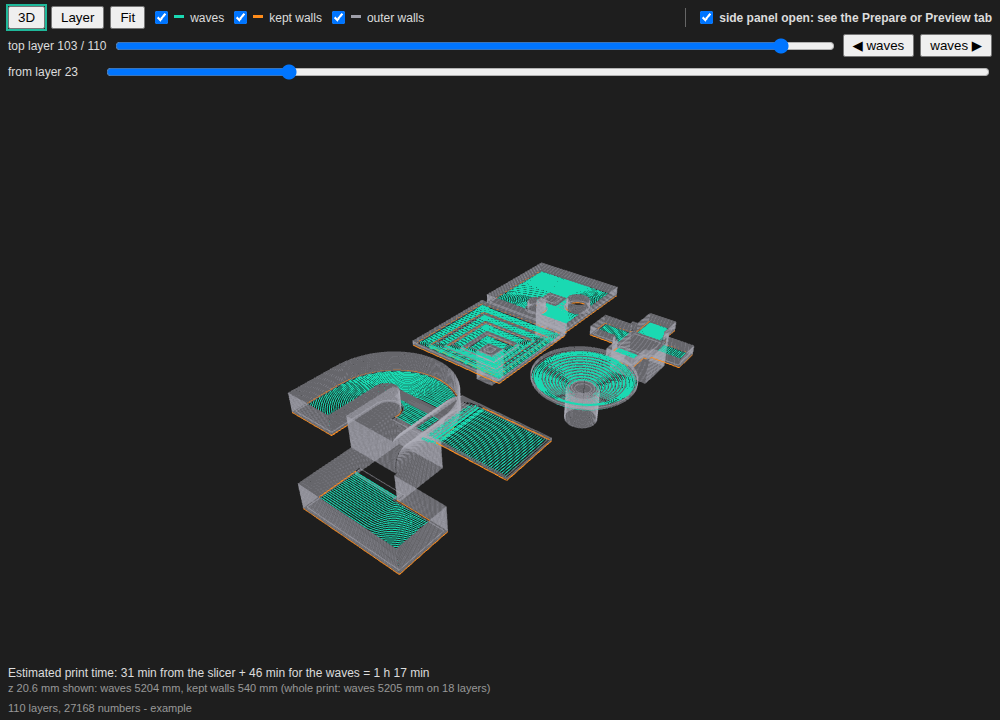 3D Layer Fit waves kept walls outer walls side panel open: see the Prepare or Preview tab
top layer 103 / 110 ◀ waves waves ▶
from layer 23
Estimated print time: 31 min from the slicer + 46 min for the waves = 1 h 17 min
z 20.6 mm shown: waves 5204 mm, kept walls 540 mm (whole print: waves 5205 mm on 18 layers)
110 layers, 27168 numbers - example